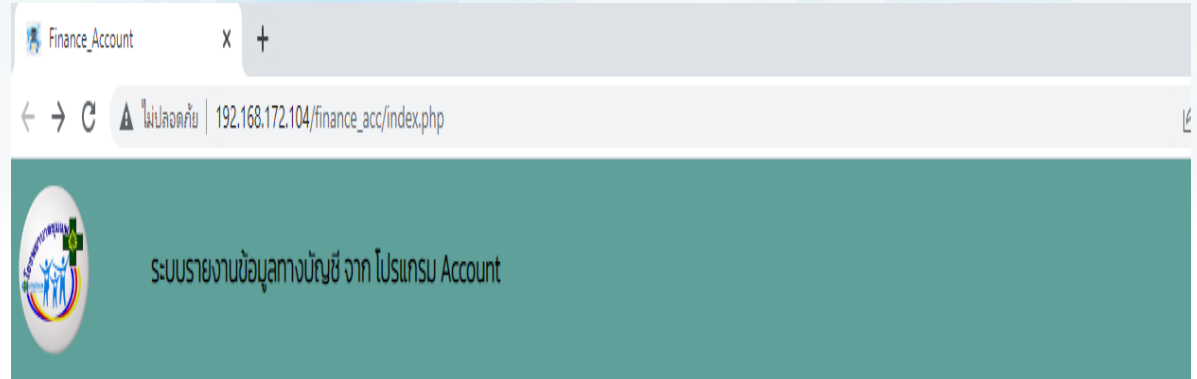 Finance_Account
ไม่ปลอดภัย 192.168.172.104/finance_acc/index.php
ระบบรายงานข้อมูลทางบัญชี จาก โปรแกรม Account